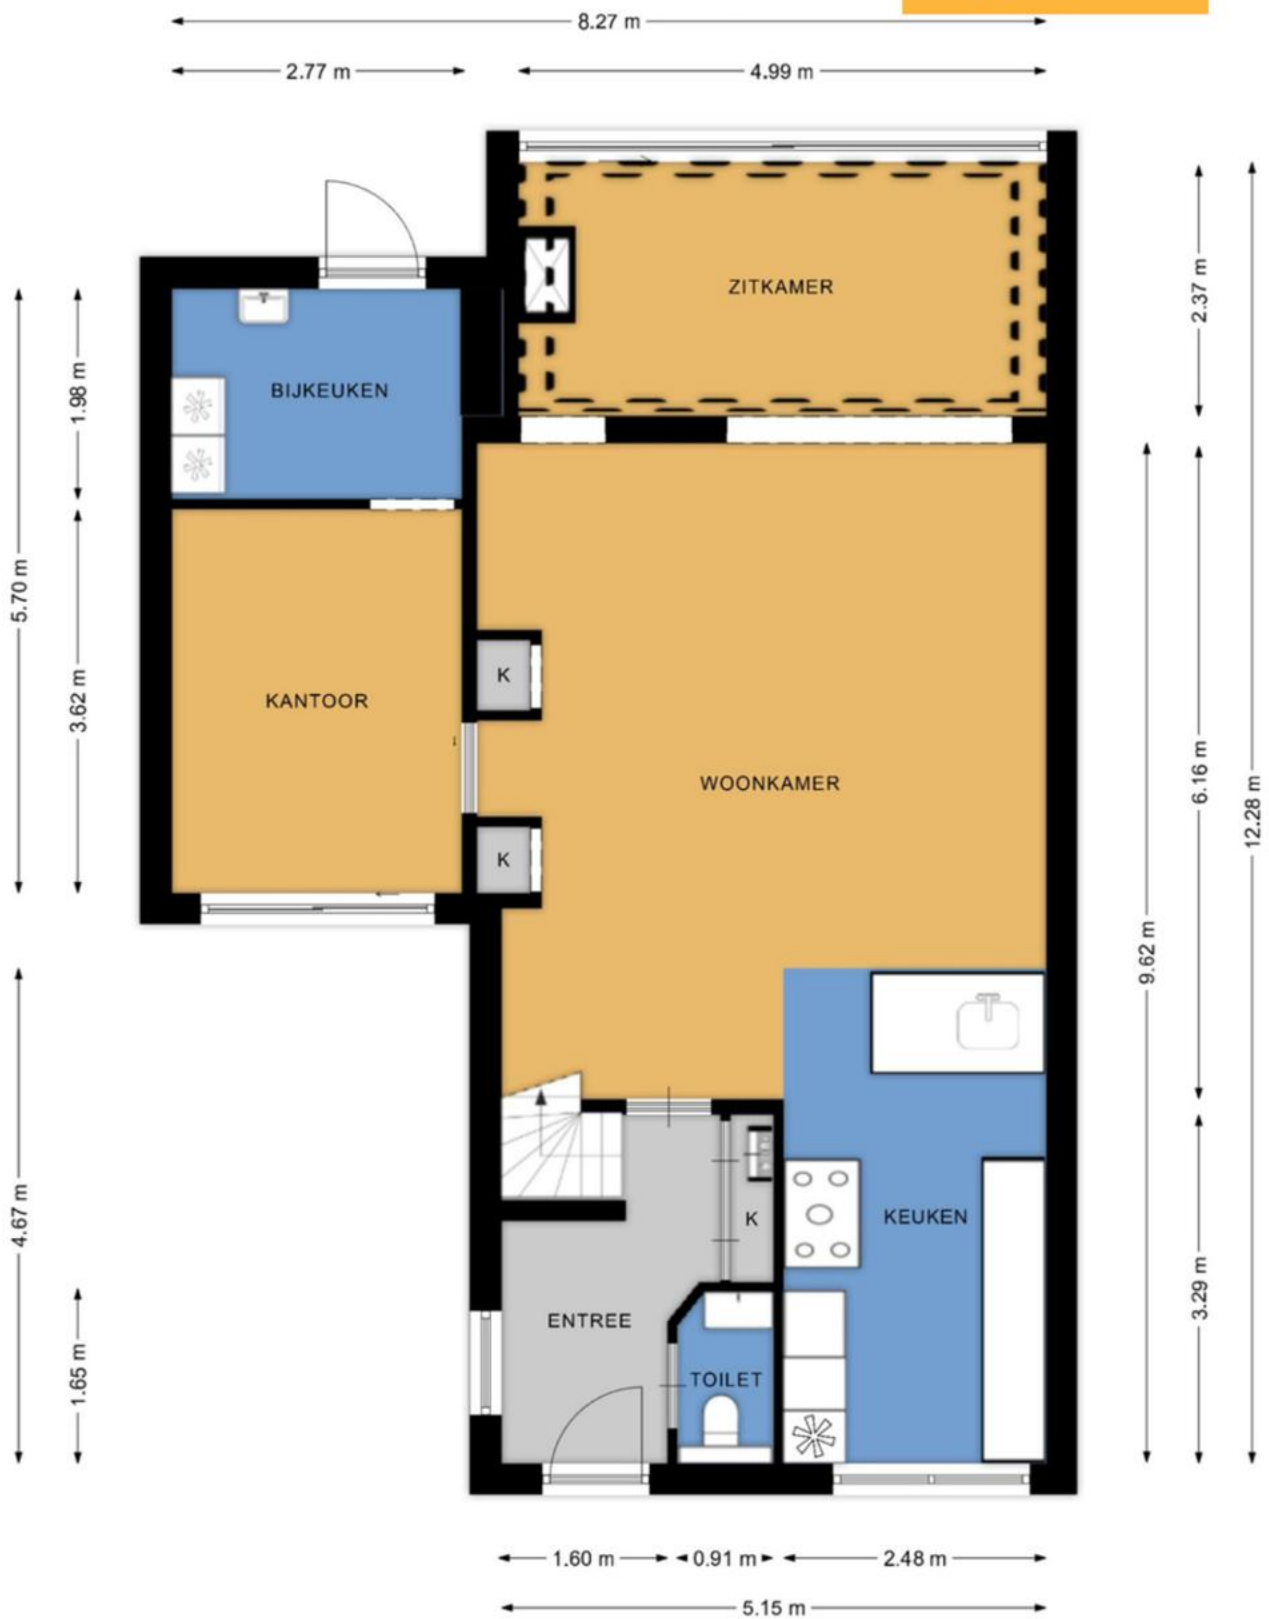 8.27 m
2.77 m
4.99 m
ZITKAMER
2.37 m
BIJKEUKEN
1.98 m
5.70 m
3.62 m
KANTOOR
K
WOONKAMER
6.16 m
12.28 m
K
9.62 m
4.67 m
K
KEUKEN
3.29 m
ENTREE
1.65 m
TOILET
1.60 m
0.91 m
2.48 m
5.15 m